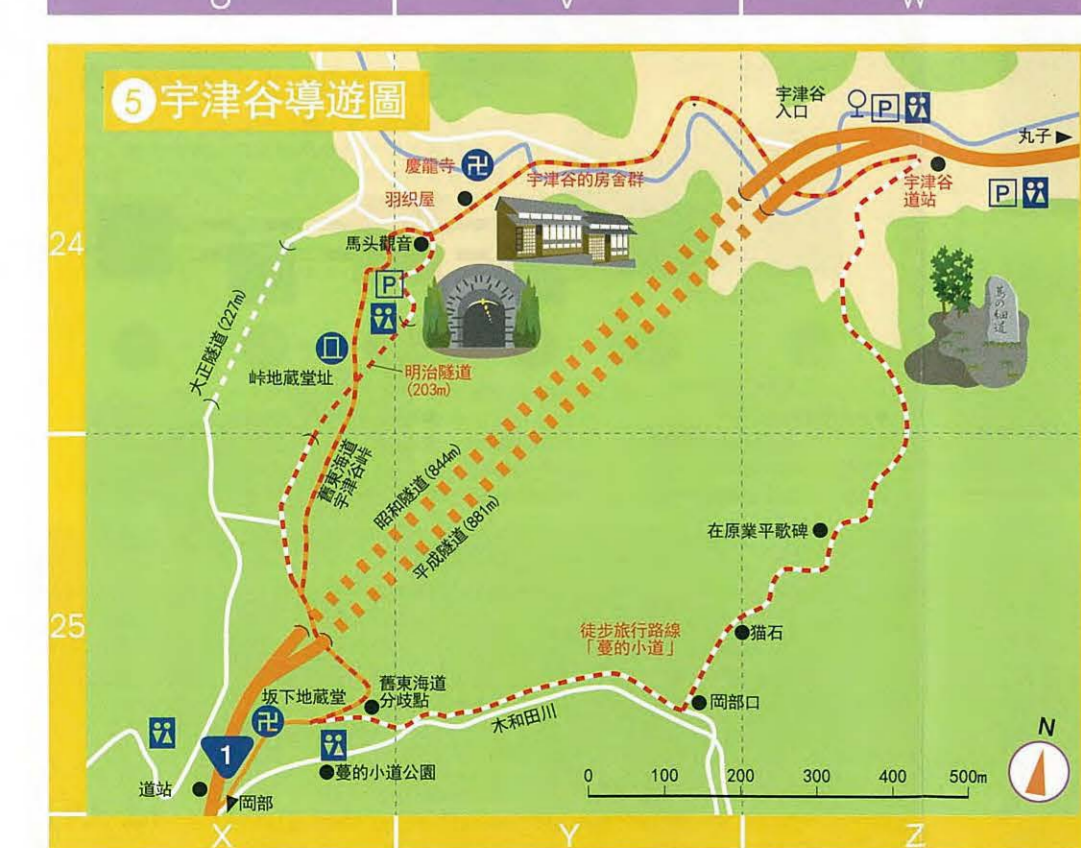 U V W
5 宇津谷導遊圖
宇津谷
入口
P
丸子
慶龍寺
卍
宇津谷的房舍群
宇津谷
道站
P
羽织屋
24
馬头觀音
P
蔦の細道
大正隧道(227m)
峠地蔵堂址
明治隧道
(203m)
舊東海道
宇津谷峠
昭和隧道(844m)
平成隧道(881m)
在原業平歌碑
25
徒步旅行路線
「蔓的小道」
猫石
坂下地蔵堂
卍
舊東海道
分歧點
岡部口
木和田川
1
蔓的小道公園
道站
岡部
0 100 200 300 400 500m
N
X Y Z